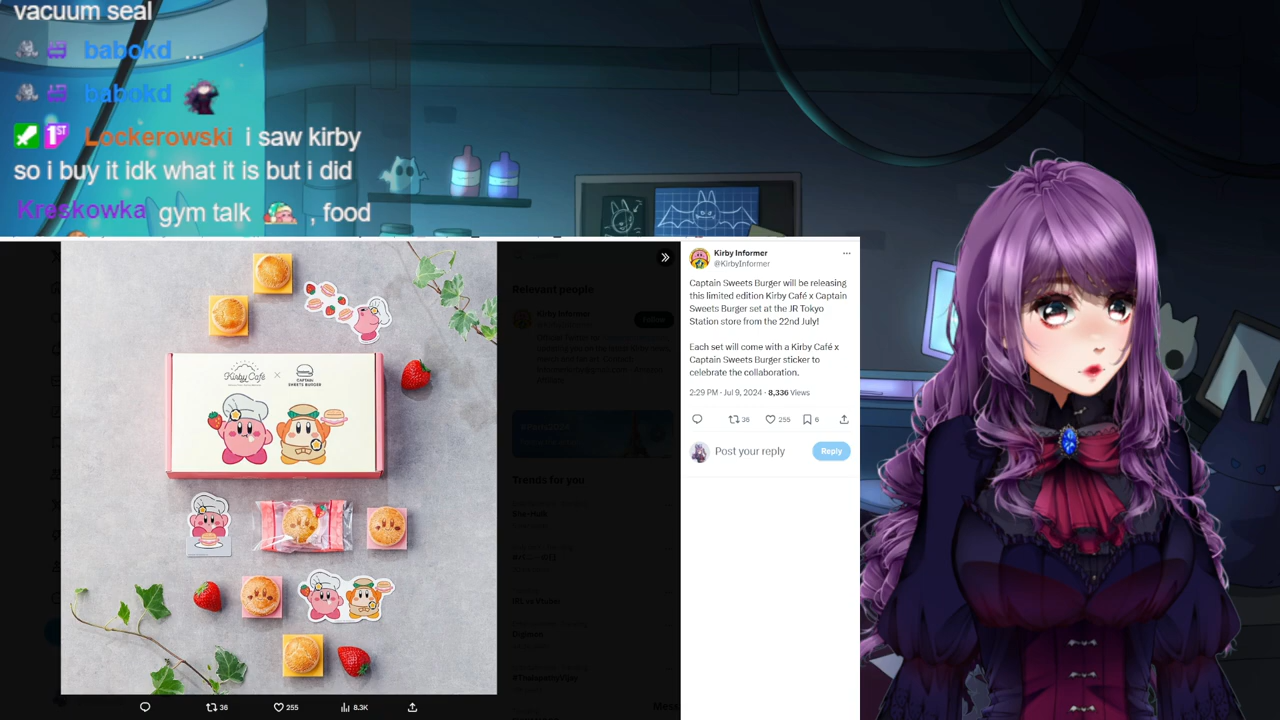 vacuum seal
babokd ...
babokd
1ST Lockerowski i saw kirby
so i buy it idk what it is but i did
Kreskowka gym talk , food
Kirby Café × CAPTAIN
SWEETS BURGER
Kirby Informer
@KirbyInformer
Captain Sweets Burger will be releasing
this limited edition Kirby Café x Captain
Sweets Burger set at the JR Tokyo
Station store from the 22nd July!
Each set will come with a Kirby Café x
Captain Sweets Burger sticker to
celebrate the collaboration.
2:29 PM · Jul 9, 2024 · 8,336 Views
36 255 6
Post your reply Reply
Relevant people
Kirby Informer
@KirbyInformer
Trends for you
Digimon
36 255 8.3K